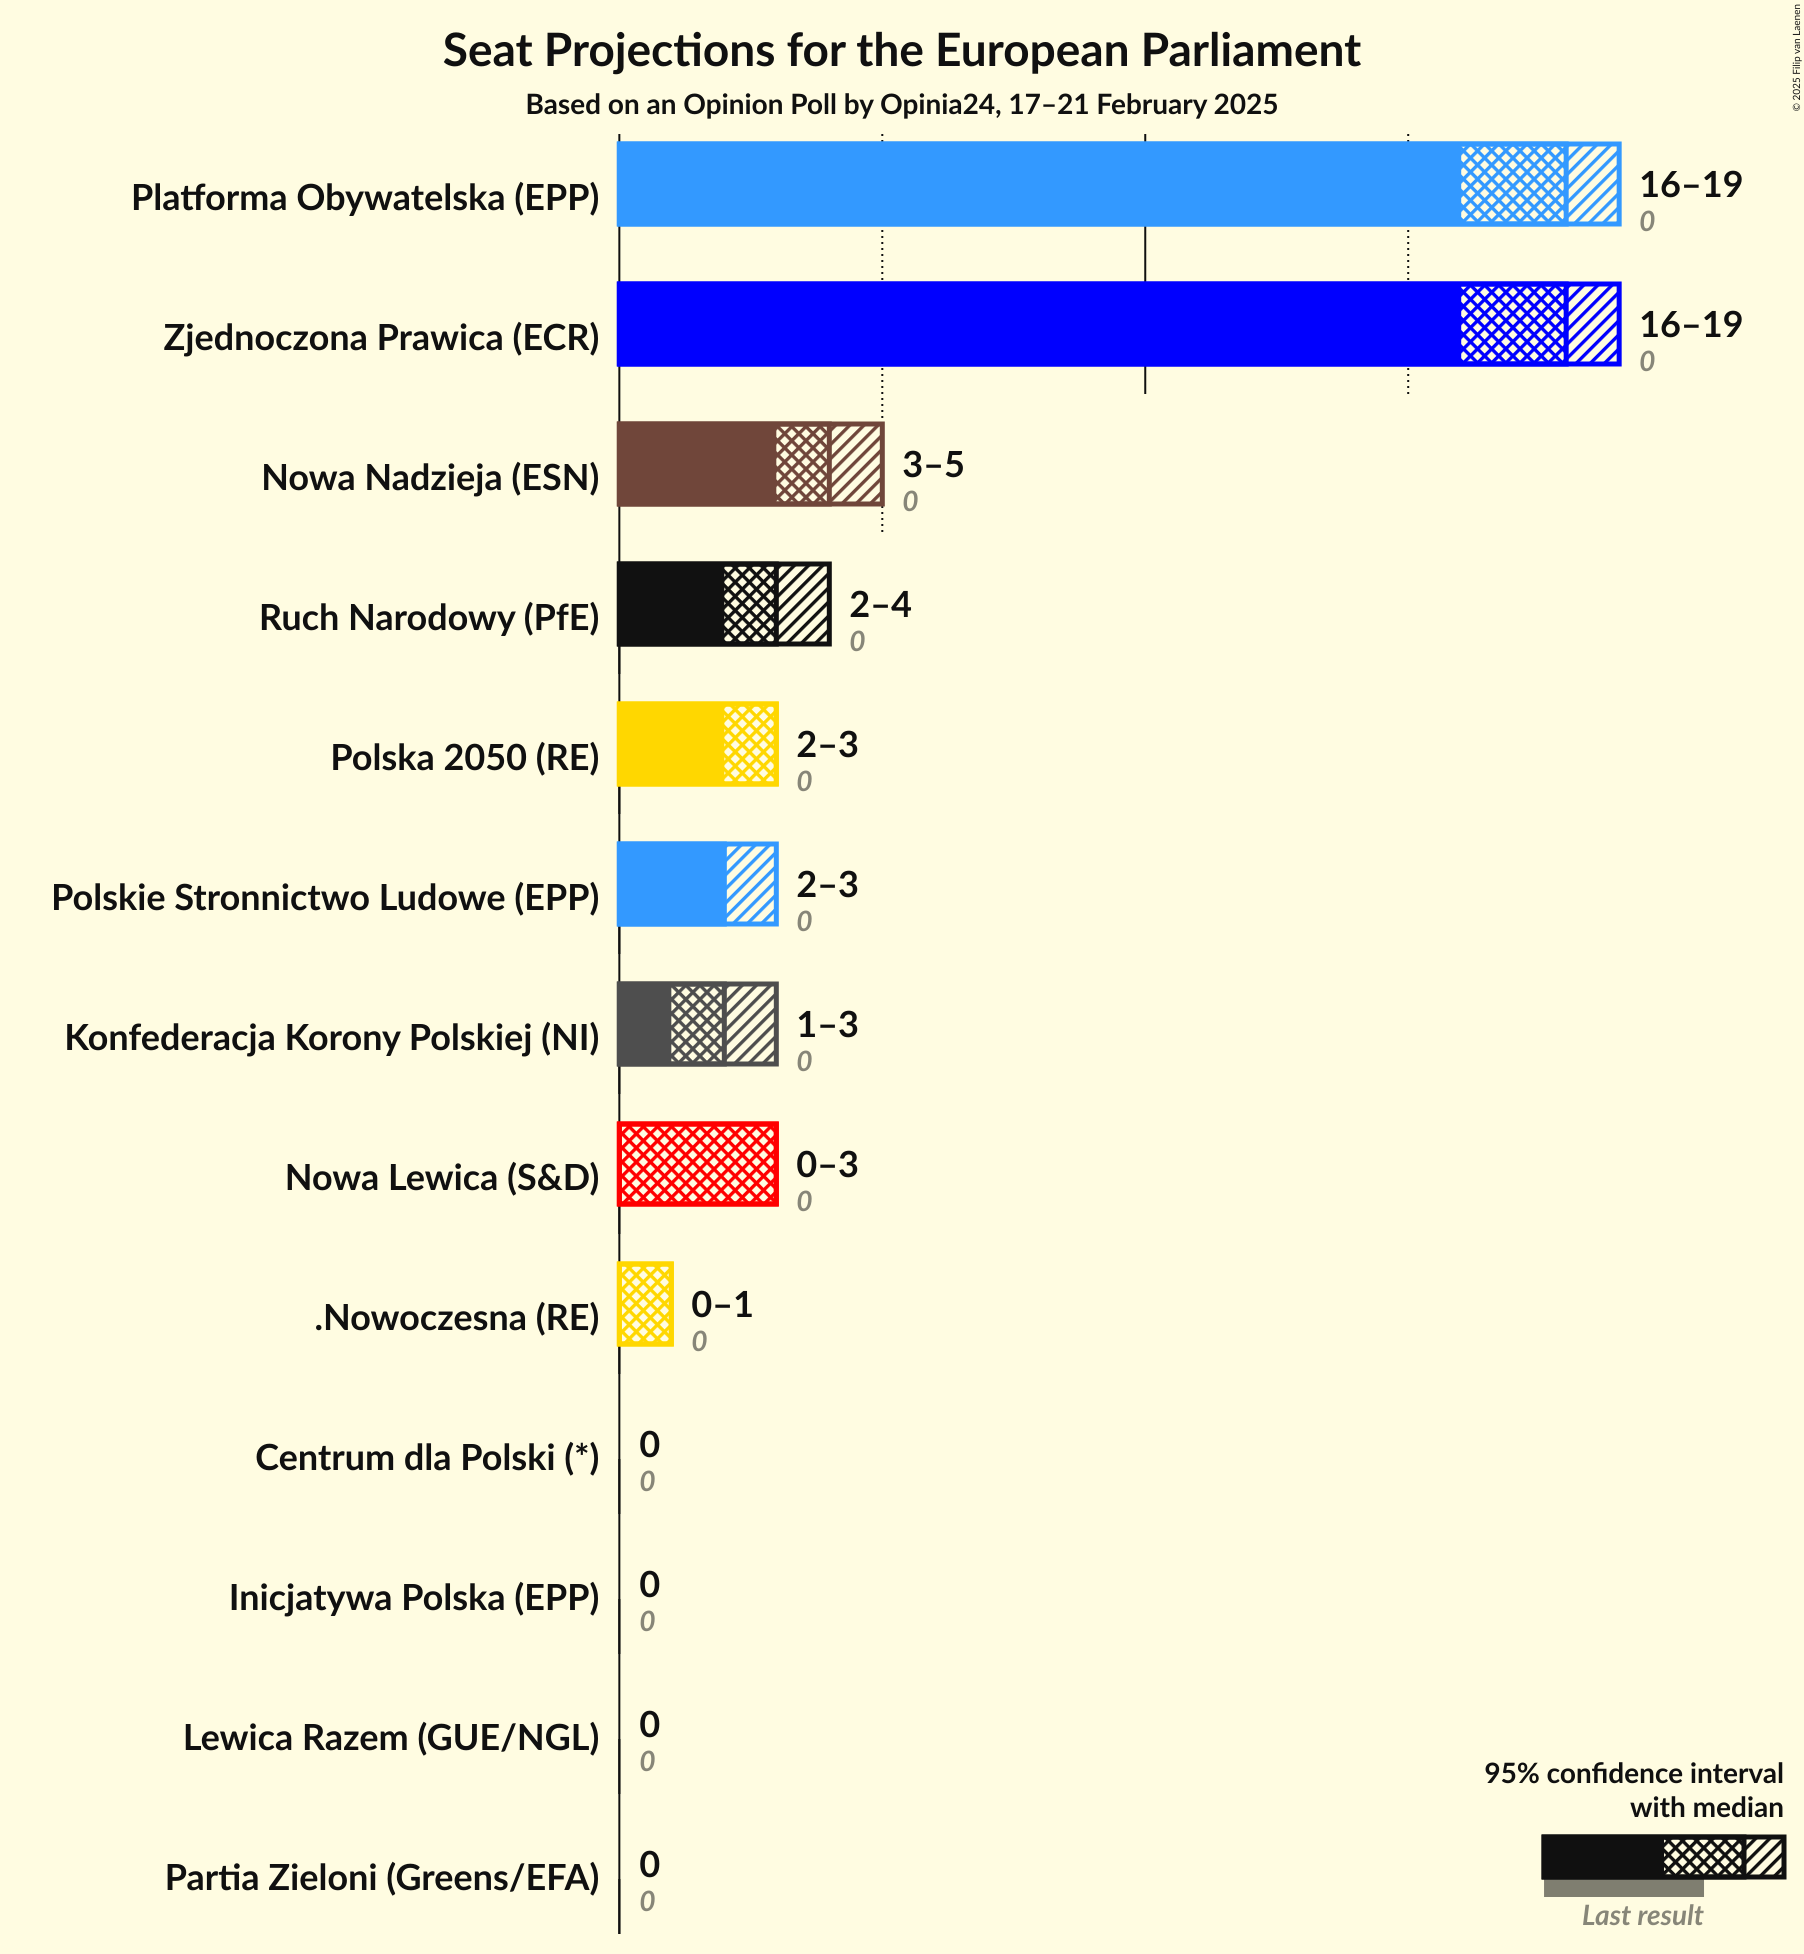 Seat Projections for the European Parliament
Based on an Opinion Poll by Opinia24, 17–21 February 2025
© 2025 Filip van Laenen
Platforma Obywatelska (EPP)
16–19
0
Zjednoczona Prawica (ECR)
16–19
0
Nowa Nadzieja (ESN)
3–5
0
Ruch Narodowy (PfE)
2–4
0
Polska 2050 (RE)
2–3
0
Polskie Stronnictwo Ludowe (EPP)
2–3
0
Konfederacja Korony Polskiej (NI)
1–3
0
Nowa Lewica (S&D)
0–3
0
.Nowoczesna (RE)
0–1
0
Centrum dla Polski (*)
0
0
Inicjatywa Polska (EPP)
0
0
Lewica Razem (GUE/NGL)
0
0
Partia Zieloni (Greens/EFA)
0
0
95% confidence interval
with median
Last result